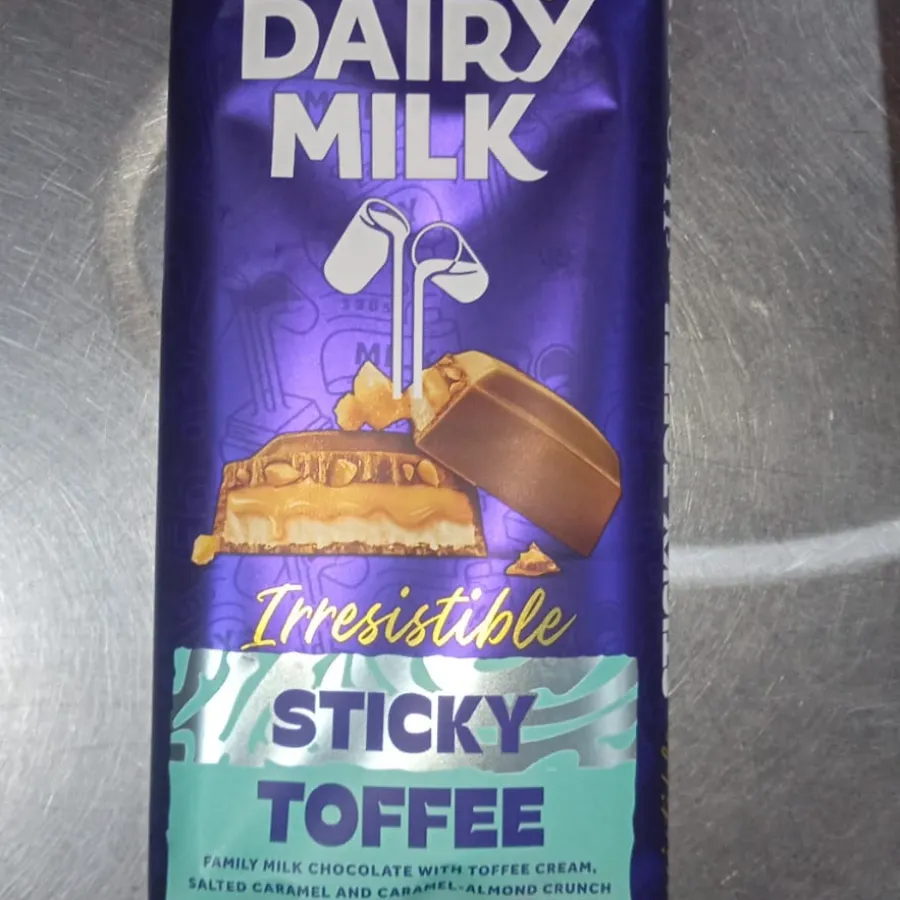 DAIRY
MILK
Irresistible
STICKY
TOFFEE
FAMILY MILK CHOCOLATE WITH TOFFEE CREAM,
SALTED CARAMEL AND CARAMEL-ALMOND CRUNCH